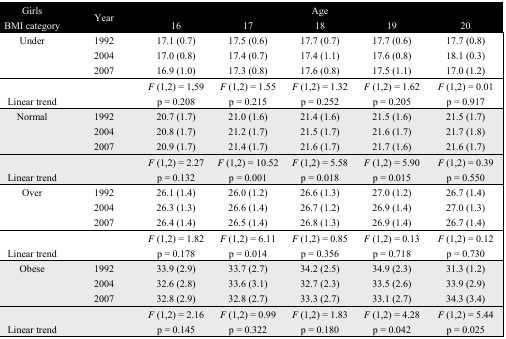 Girls Age
BMI category Year 16 17 18 19 20
Under 1992 17.1 (0.7) 17.5 (0.6) 17.7 (0.7) 17.7 (0.6) 17.7 (0.8)
2004 17.0 (0.8) 17.4 (0.7) 17.4 (1.1) 17.6 (0.8) 18.1 (0.3)
2007 16.9 (1.0) 17.3 (0.8) 17.6 (0.8) 17.5 (1.1) 17.0 (1.2)
F (1,2) = 1,59 F (1,2) = 1.55 F (1,2) = 1.32 F (1,2) = 1.62 F (1,2) = 0.01
Linear trend p = 0.208 p = 0.215 p = 0.252 p = 0.205 p = 0.917
Normal 1992 20.7 (1.7) 21.0 (1.6) 21.4 (1.6) 21.5 (1.6) 21.5 (1.7)
2004 20.8 (1.7) 21.2 (1.7) 21.5 (1.7) 21.6 (1.7) 21.7 (1.8)
2007 20.9 (1.7) 21.4 (1.7) 21.6 (1.7) 21.7 (1.6) 21.6 (1.7)
F (1,2) = 2.27 F (1,2) = 10.52 F (1,2) = 5.58 F (1,2) = 5.90 F (1,2) = 0.39
Linear trend p = 0.132 p = 0.001 p = 0.018 p = 0.015 p = 0.550
Over 1992 26.1 (1.4) 26.0 (1.2) 26.6 (1.3) 27.0 (1.2) 26.7 (1.4)
2004 26.3 (1.3) 26.6 (1.4) 26.7 (1.2) 26.9 (1.4) 27.0 (1.3)
2007 26.4 (1.4) 26.5 (1.4) 26.8 (1.3) 26.9 (1.4) 26.7 (1.4)
F (1,2) = 1.82 F (1,2) = 6.11 F (1,2) = 0.85 F (1,2) = 0.13 F (1,2) = 0.12
Linear trend p = 0.178 p = 0.014 p = 0.356 p = 0.718 p = 0.730
Obese 1992 33.9 (2.9) 33.7 (2.7) 34.2 (2.5) 34.9 (2.3) 31.3 (1.2)
2004 32.6 (2.8) 33.6 (3.1) 32.7 (2.3) 33.5 (2.6) 33.9 (2.9)
2007 32.8 (2.9) 32.8 (2.7) 33.3 (2.7) 33.1 (2.7) 34.3 (3.4)
F (1,2) = 2.16 F (1,2) = 0.99 F (1,2) = 1.83 F (1,2) = 4.28 F (1,2) = 5.44
Linear trend p = 0.145 p = 0.322 p = 0.180 p = 0.042 p = 0.025